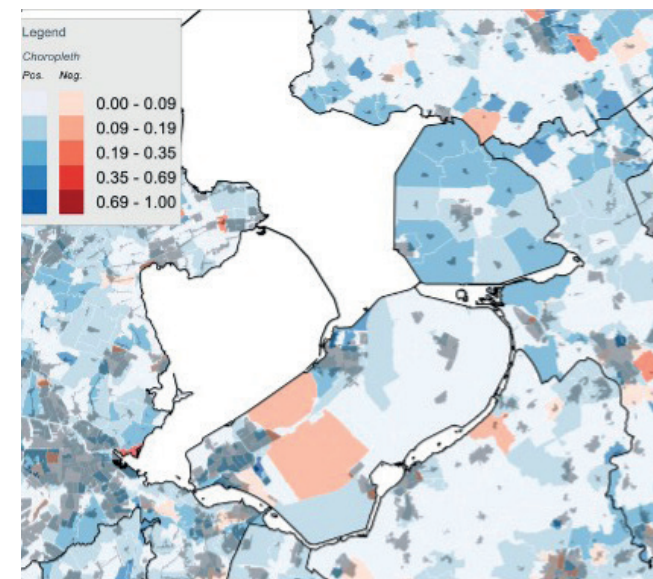 Legend
Choropleth
Pos. Neg.
0.00 - 0.09
0.09 - 0.19
0.19 - 0.35
0.35 - 0.69
0.69 - 1.00